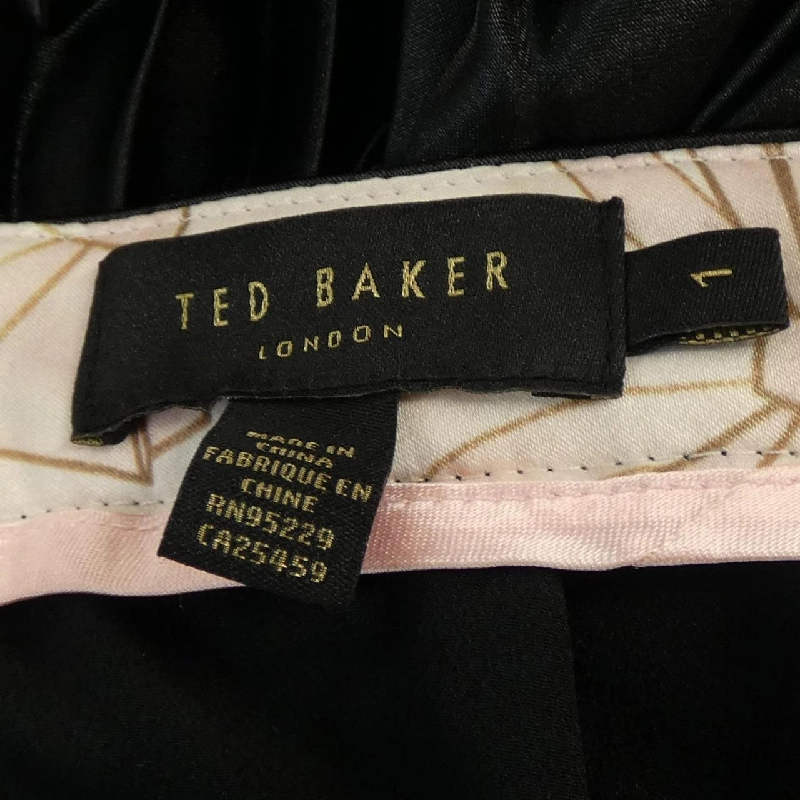 TED BAKER
LONDON
1
MADE IN
CHINA
FABRIQUE EN
CHINE
RN95229
CA25459